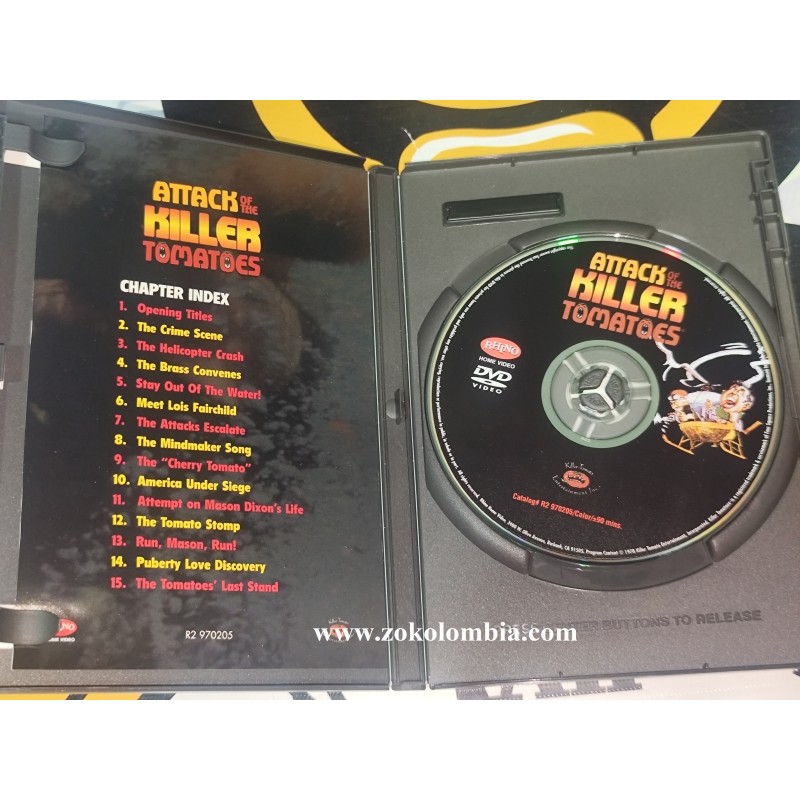 ATTACK OF THE
KILLER
TOMATOES
CHAPTER INDEX
1. Opening Titles
2. The Crime Scene
3. The Helicopter Crash
4. The Brass Convenes
5. Stay Out Of The Water!
6. Meet Lois Fairchild
7. The Attacks Escalate
8. The Mindmaker Song
9. The "Cherry Tomato"
10. America Under Siege
11. Attempt on Mason Dixon's Life
12. The Tomato Stomp
13. Run, Mason, Run!
14. Puberty Love Discovery
15. The Tomatoes' Last Stand
R2 970205
ATTACK OF THE
KILLER
TOMATOES
RHINO
HOME VIDEO
DVD
VIDEO
Killer Tomato
Entertainment Inc.
Catalog# R2 970205/Color/±90 mins.
BUTTONS TO RELEASE
www.zokolombia.com